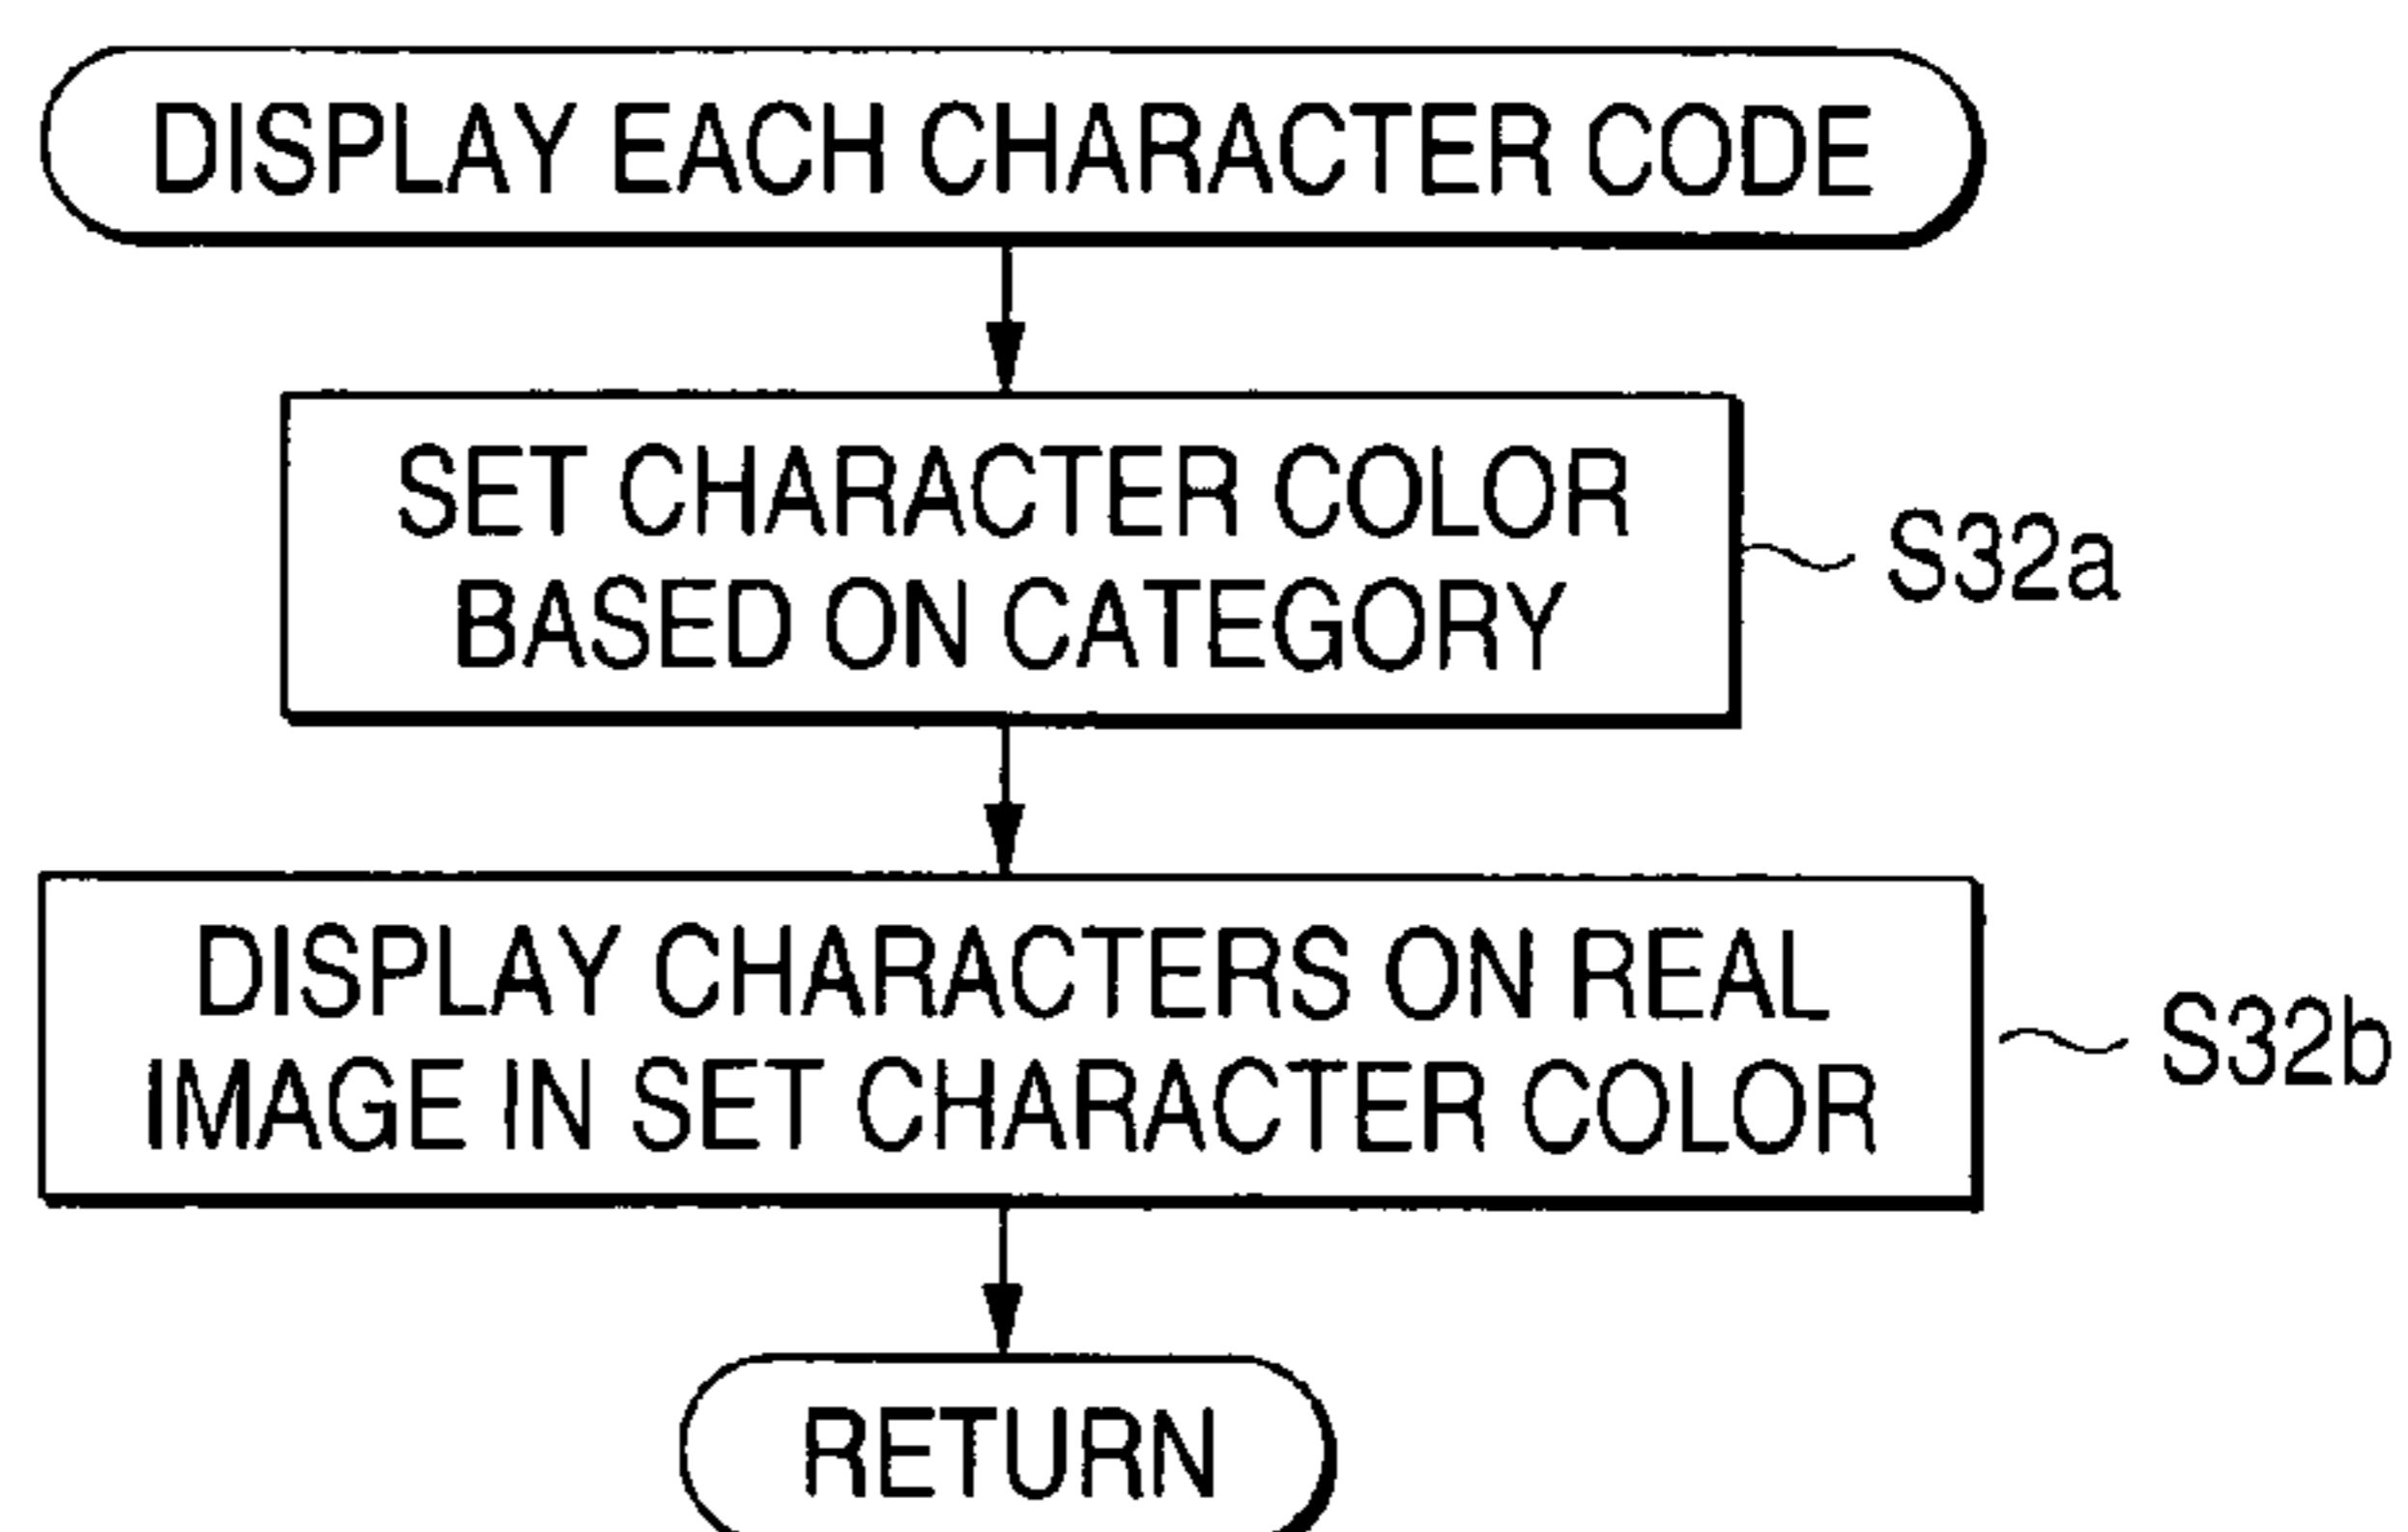 DISPLAY EACH CHARACTER CODE
SET CHARACTER COLOR
BASED ON CATEGORY
S32a
DISPLAY CHARACTERS ON REAL
IMAGE IN SET CHARACTER COLOR
S32b
RETURN